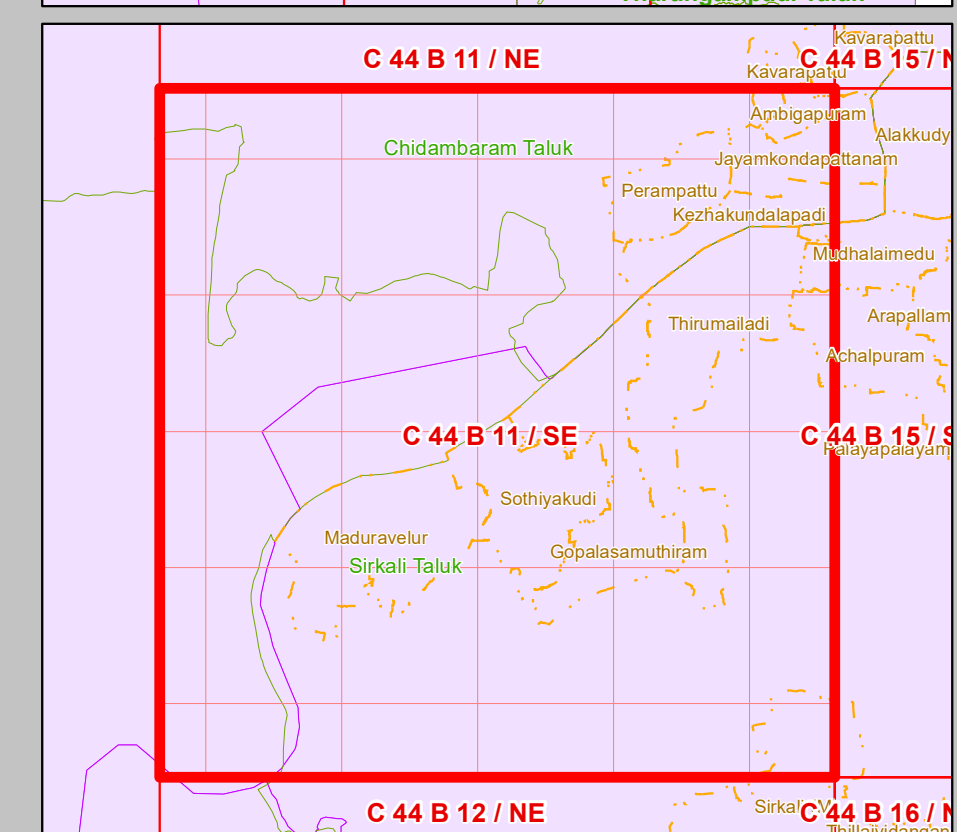 Kavarapattu
C 44 B 11 / NE
C 44 B 15 / N
Kavarapattu
Ambigapuram
Alakkudy
Chidambaram Taluk
Jayamkondapattanam
Perampattu
Kezhakundalapadi
Mudhalaimedu
Arapallam
Thirumailadi
Achalpuram
C 44 B 11 / SE
C 44 B 15 / S
Palayapalayam
Sothiyakudi
Maduravelur
Gopalasamuthiram
Sirkali Taluk
Sirkali M
C 44 B 12 / NE
C 44 B 16 / N